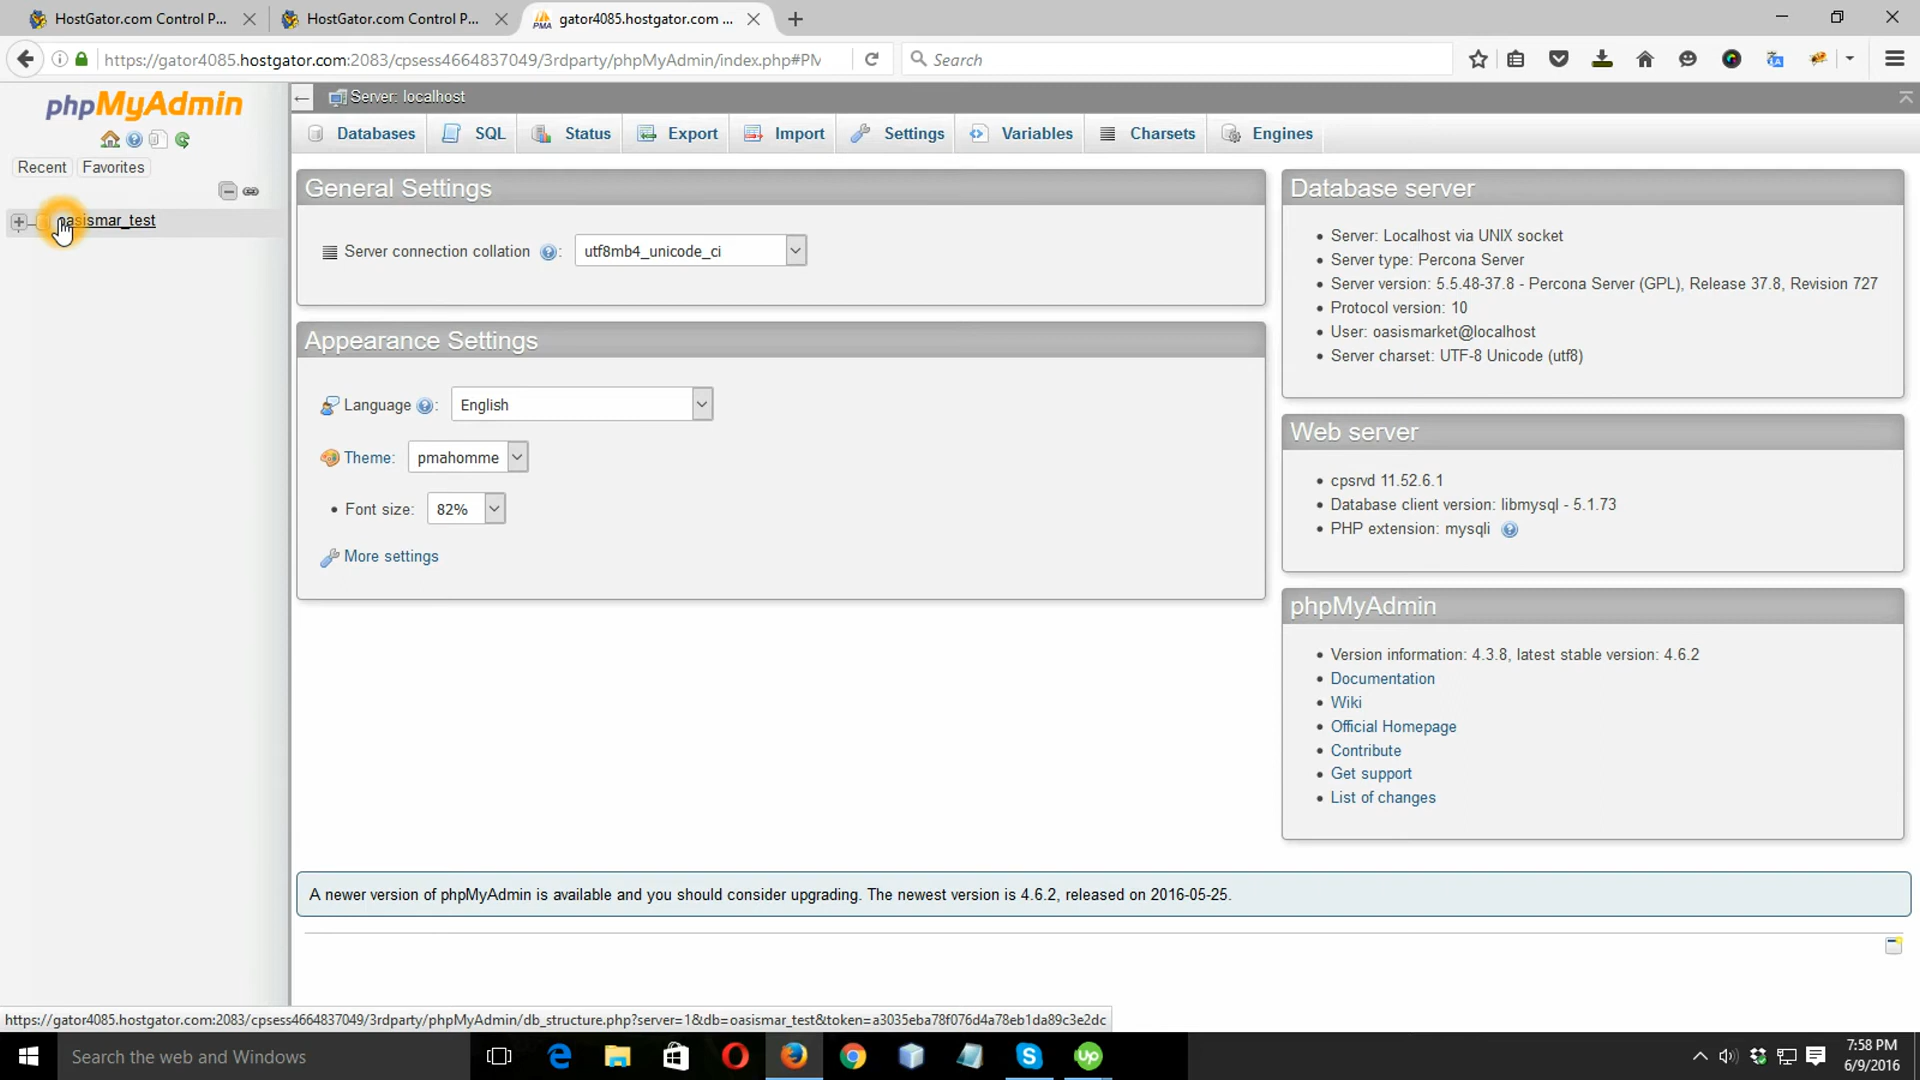 HostGator.com Control P...
HostGator.com Control P...
PMA
gator4085.hostgator.com ...
https://gator4085.hostgator.com:2083/cpsess4664837049/3rdparty/phpMyAdmin/index.php#PM
Search
phpMyAdmin
Recent
Favorites
oasismar_test
Server: localhost
Databases
SQL
Status
Export
Import
Settings
Variables
Charsets
Engines
General Settings
Server connection collation
:
utf8mb4_unicode_ci
Appearance Settings
Language
:
English
Theme:
pmahomme
Font size:
82%
More settings
Database server
Server: Localhost via UNIX socket
Server type: Percona Server
Server version: 5.5.48-37.8 - Percona Server (GPL), Release 37.8, Revision 727
Protocol version: 10
User: oasismarket@localhost
Server charset: UTF-8 Unicode (utf8)
Web server
cpsrvd 11.52.6.1
Database client version: libmysql - 5.1.73
PHP extension: mysqli
phpMyAdmin
Version information: 4.3.8, latest stable version: 4.6.2
Documentation
Wiki
Official Homepage
Contribute
Get support
List of changes
A newer version of phpMyAdmin is available and you should consider upgrading. The newest version is 4.6.2, released on 2016-05-25.
https://gator4085.hostgator.com:2083/cpsess4664837049/3rdparty/phpMyAdmin/db_structure.php?server=1&db=oasismar_test&token=a3035eba78f076d4a78eb1da89c3e2dc
Search the web and Windows
up
7:58 PM
6/9/2016